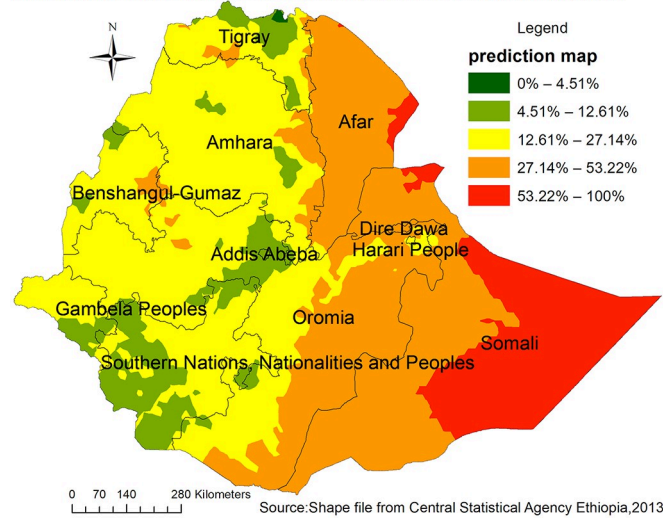 N
Legend
prediction map
0% – 4.51%
4.51% – 12.61%
12.61% – 27.14%
27.14% – 53.22%
53.22% – 100%
Tigray
Afar
Amhara
Benshangul-Gumaz
Dire Dawa
Addis Abeba
Harari People
Gambela Peoples
Oromia
Somali
Southern Nations, Nationalities and Peoples
0 70 140 280 Kilometers
Source:Shape file from Central Statistical Agency Ethiopia,2013